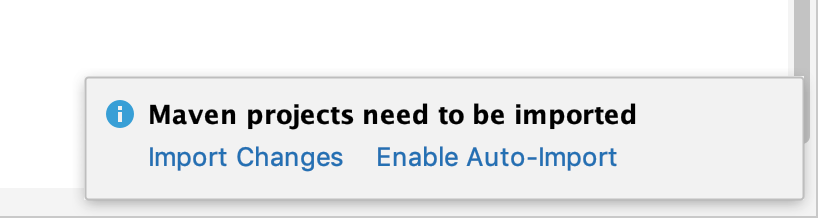 Maven projects need to be imported
Import Changes Enable Auto-Import